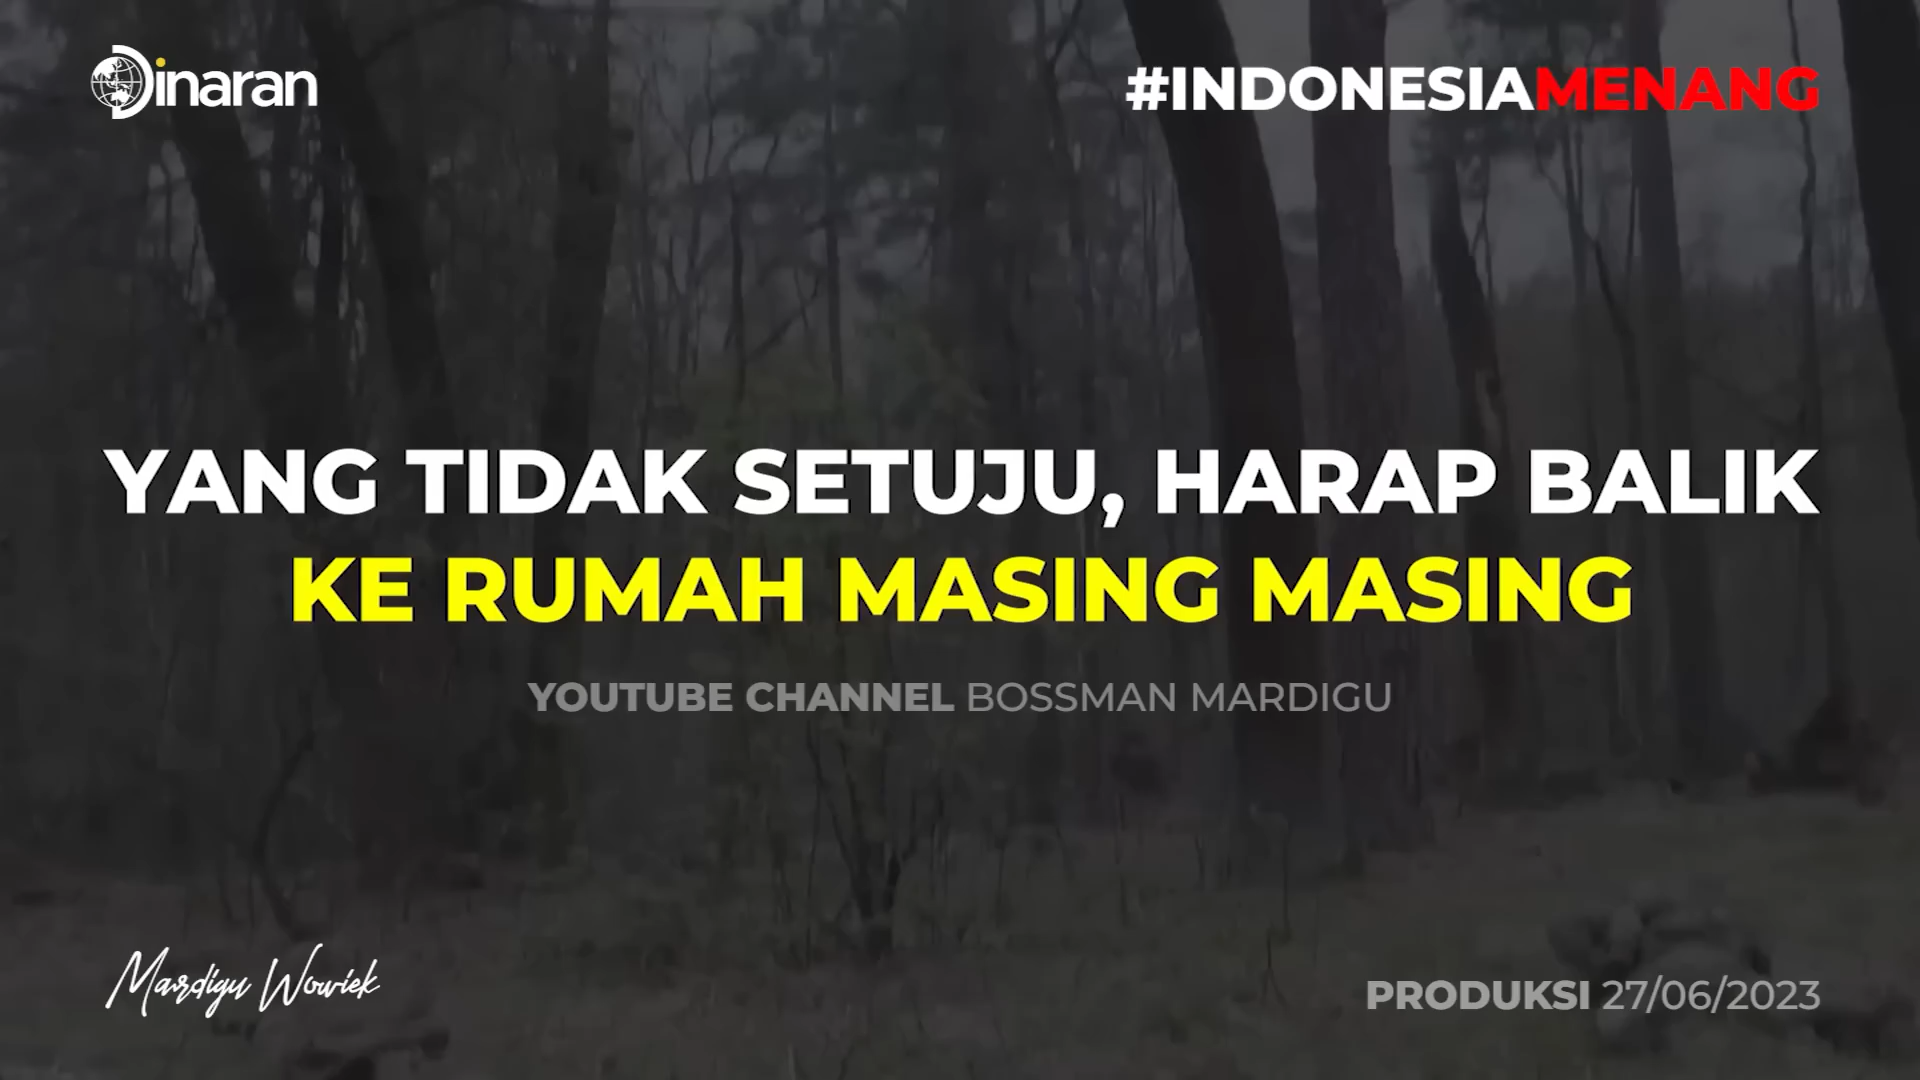 Dinaran
#INDONESIAMENANG
YANG TIDAK SETUJU, HARAP BALIK
KE RUMAH MASING MASING
YOUTUBE CHANNEL BOSSMAN MARDIGU
Mardigu Wowiek
PRODUKSI 27/06/2023